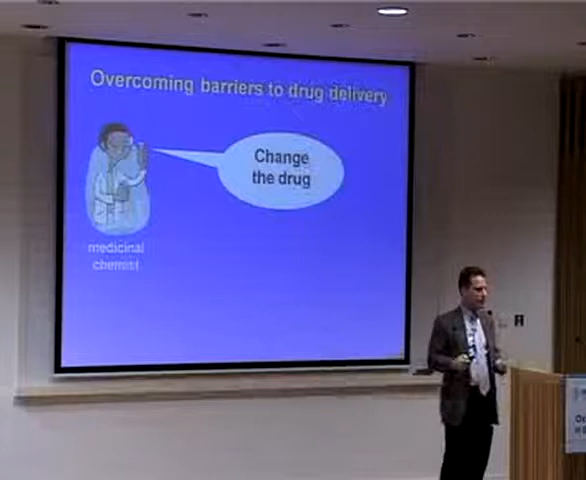 Overcoming barriers to drug delivery
Change
the drug
medicinal
chemist